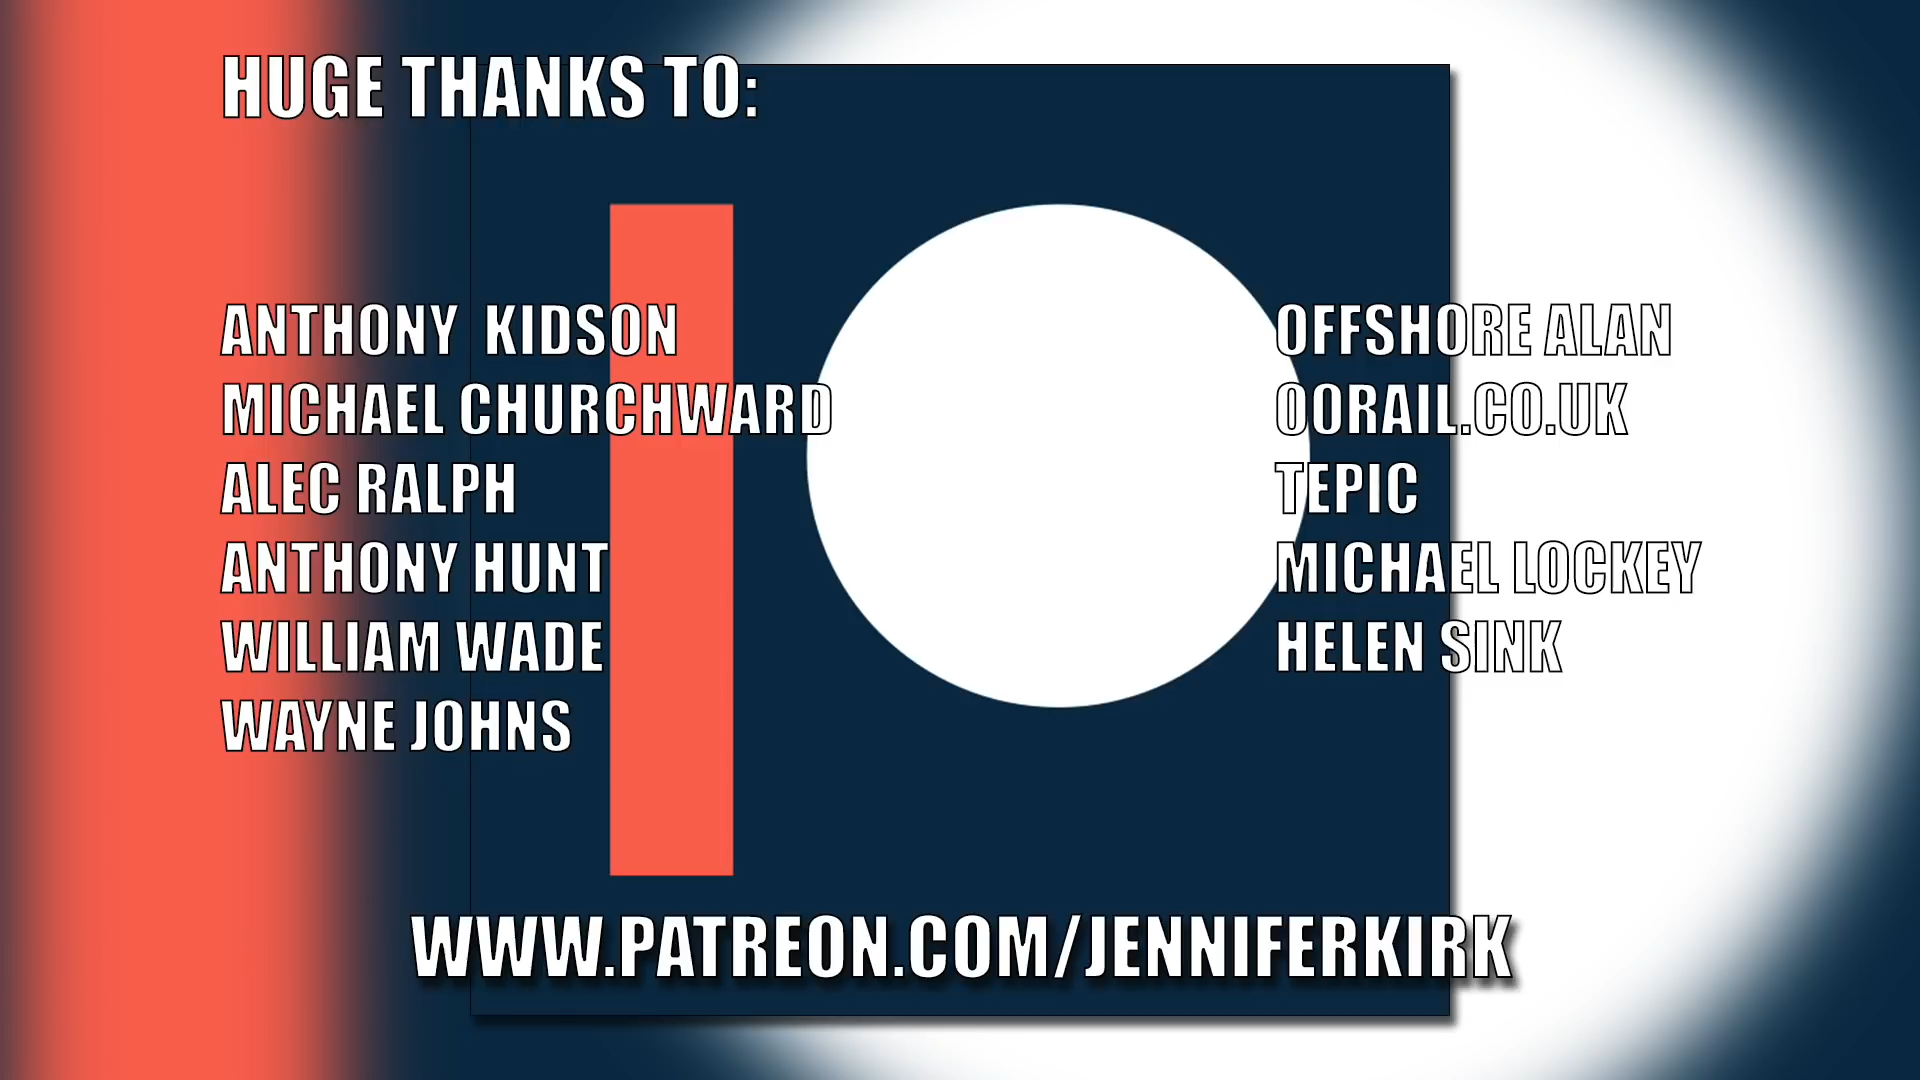 HUGE THANKS TO:
ANTHONY KIDSON
MICHAEL CHURCHWARD
ALEC RALPH
ANTHONY HUNT
WILLIAM WADE
WAYNE JOHNS
OFFSHORE ALAN
OORAIL.CO.UK
TEPIC
MICHAEL LOCKEY
HELEN SINK
WWW.PATREON.COM/JENNIFERKIRK